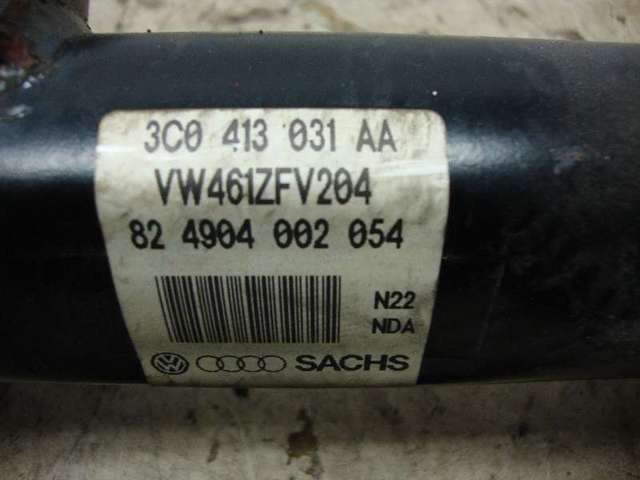 3C0 413 031 AA
VW461ZFV204
82 4904 002 054
N22
NDA
SACHS